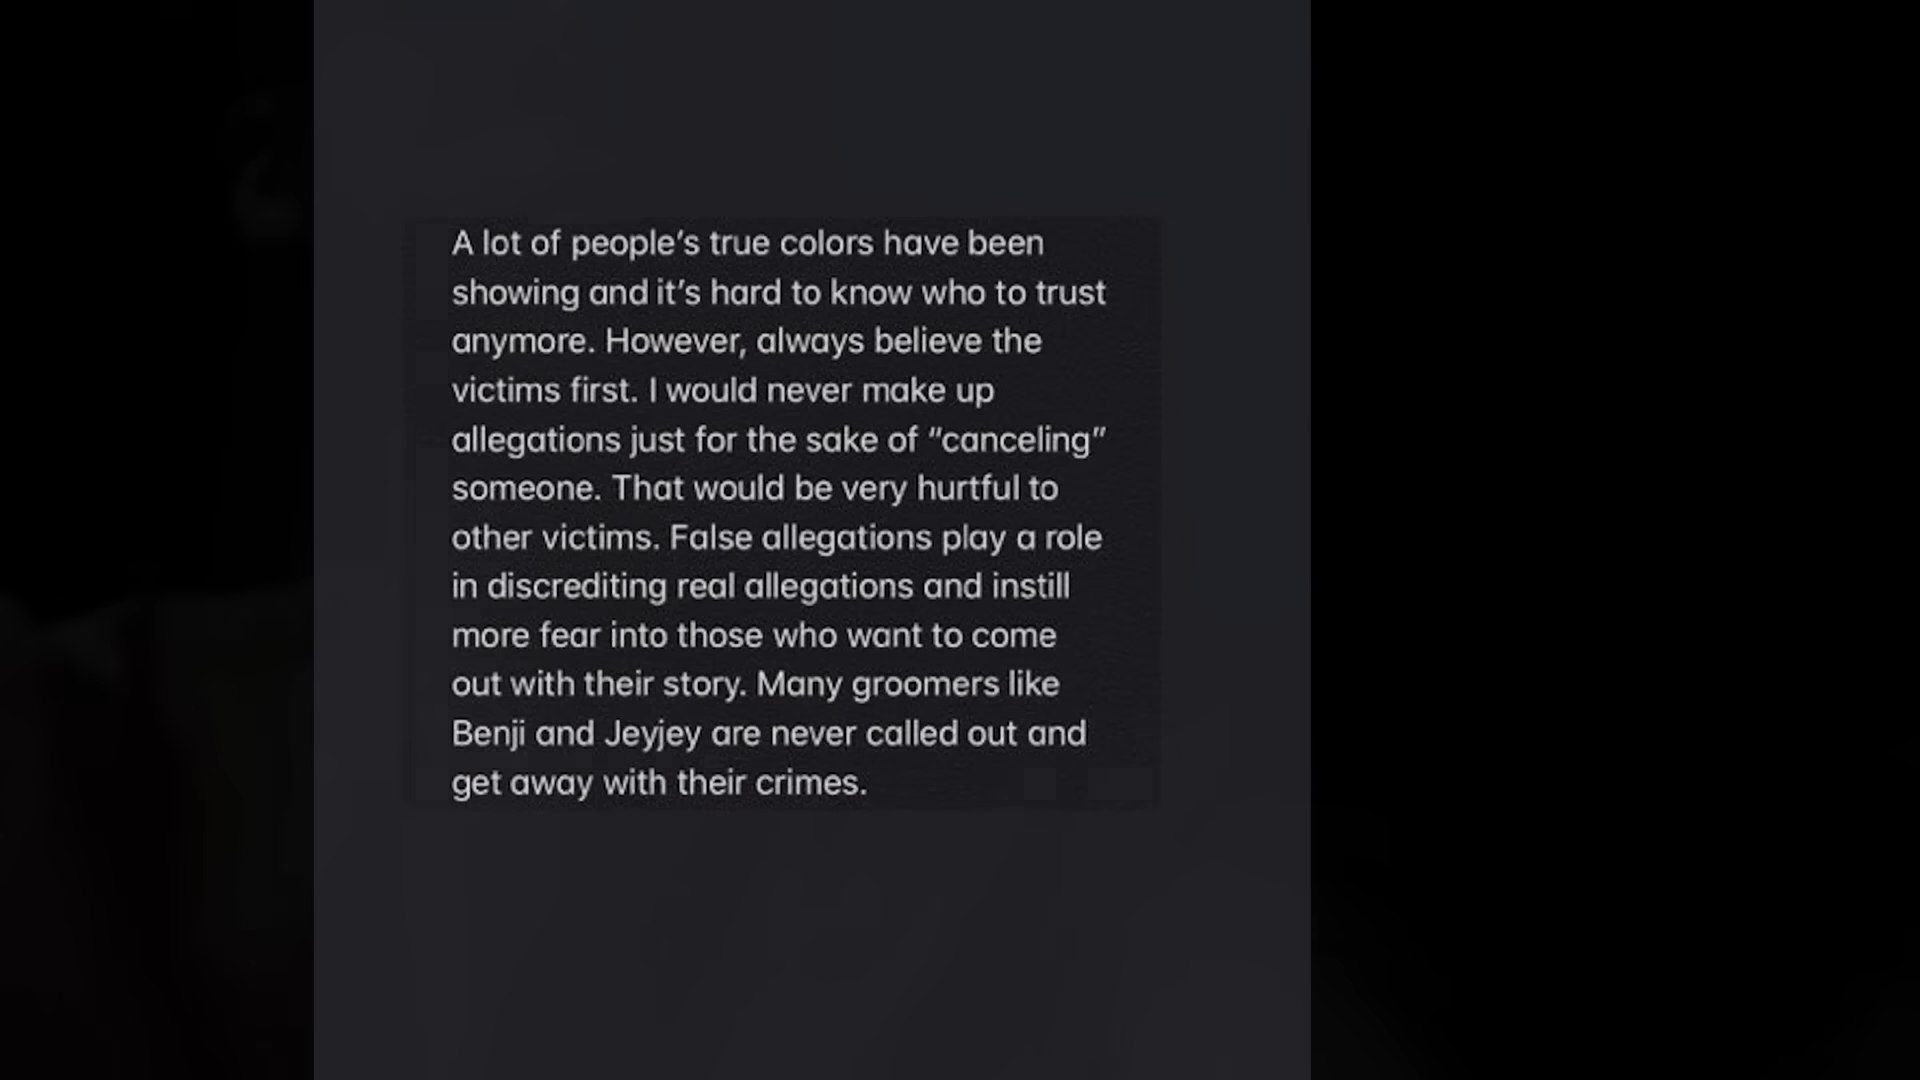 A lot of people’s true colors have been
showing and it’s hard to know who to trust
anymore. However, always believe the
victims first. I would never make up
allegations just for the sake of “canceling”
someone. That would be very hurtful to
other victims. False allegations play a role
in discrediting real allegations and instill
more fear into those who want to come
out with their story. Many groomers like
Benji and Jeyjey are never called out and
get away with their crimes.